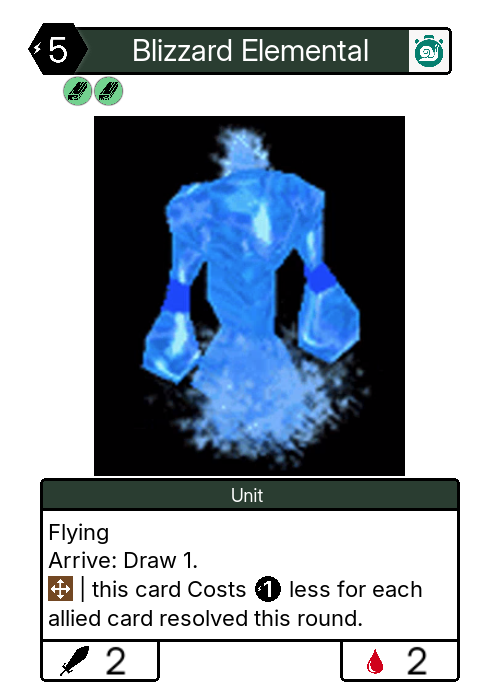 5 Blizzard Elemental
Unit
Flying
Arrive: Draw 1.
| this card Costs 1 less for each
allied card resolved this round.
2 2